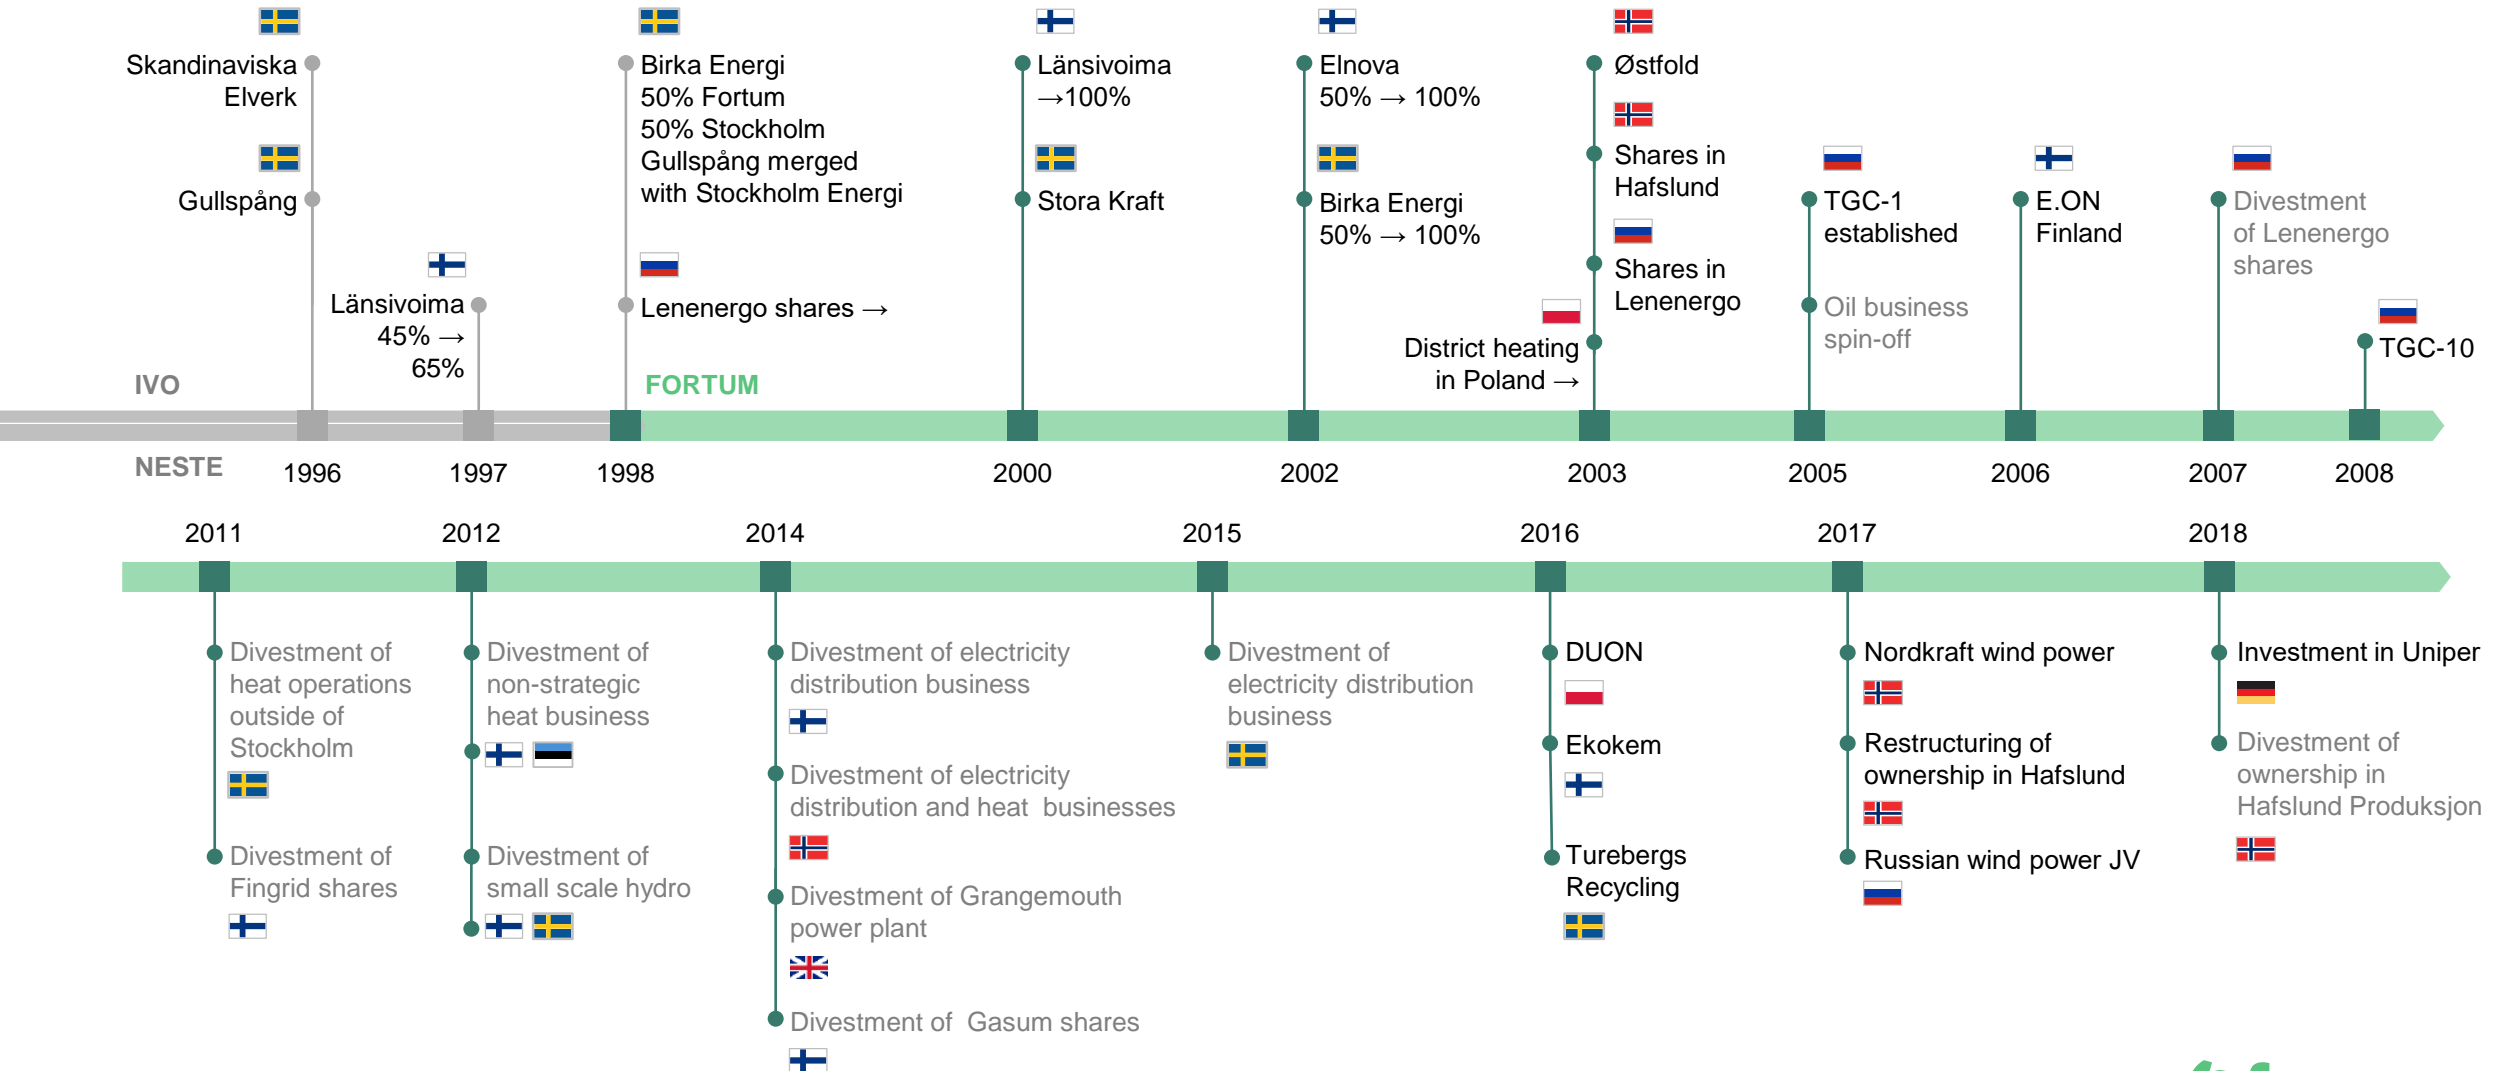 Skandinaviska
Elverk
Gullspång
Länsivoima
45% →
65%
Birka Energi
50% Fortum
50% Stockholm
Gullspång merged
with Stockholm Energi
Lenenergo shares →
Länsivoima
→100%
Stora Kraft
Elnova
50% → 100%
Birka Energi
50% → 100%
Østfold
Shares in
Hafslund
Shares in
Lenenergo
District heating
in Poland →
TGC-1
established
Oil business
spin-off
E.ON
Finland
Divestment
of Lenenergo
shares
TGC-10
IVO
FORTUM
NESTE
1996
1997
1998
2000
2002
2003
2005
2006
2007
2008
2011
2012
2014
2015
2016
2017
2018
Divestment of
heat operations
outside of
Stockholm
Divestment of
Fingrid shares
Divestment of
non-strategic
heat business
Divestment of
small scale hydro
Divestment of electricity
distribution business
Divestment of electricity
distribution and heat  businesses
Divestment of Grangemouth
power plant
Divestment of  Gasum shares
Divestment of
electricity distribution
business
DUON
Ekokem
Turebergs
Recycling
Nordkraft wind power
Restructuring of
ownership in Hafslund
Russian wind power JV
Investment in Uniper
Divestment of
ownership in
Hafslund Produksjon